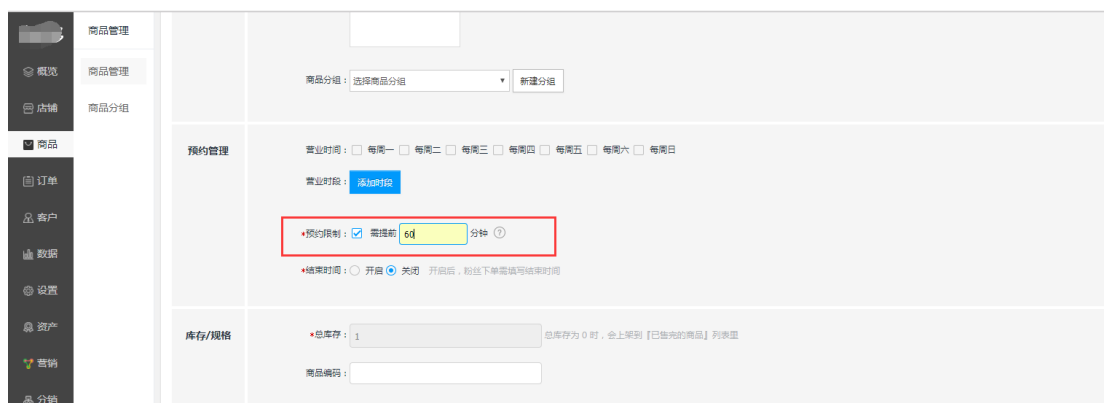 商品管理
概览
商品管理
商品分组：
选择商品分组
新建分组
店铺
商品分组
商品
预约管理
营业时间：
每周一
每周二
每周三
每周四
每周五
每周六
每周日
订单
营业时段：
添加时段
客户
*预约限制：
需提前
60
分钟
?
数据
*结束时间：
开启
关闭
开启后，粉丝下单需填写结束时间
设置
资产
库存/规格
*总库存：
1
总库存为 0 时，会上架到『已售完的商品』列表里
营销
商品编码：
分销